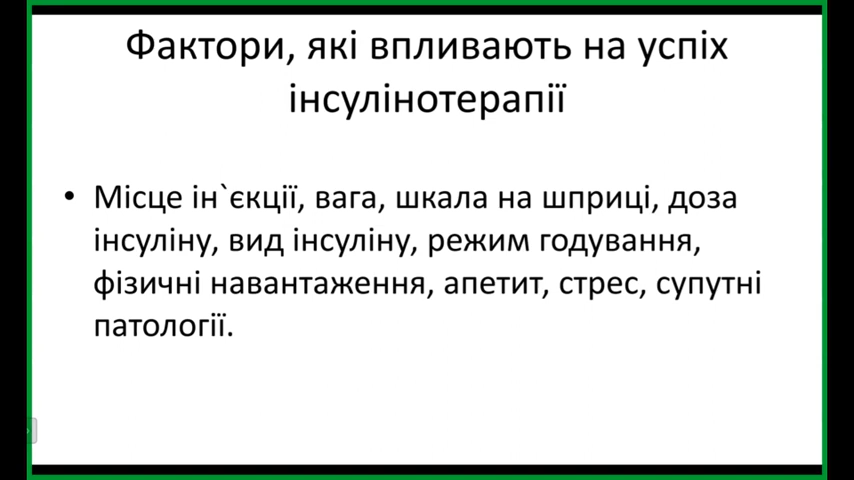 Фактори, які впливають на успіх
інсулінотерапії
• Місце ін`єкції, вага, шкала на шприці, доза
інсуліну, вид інсуліну, режим годування,
фізичні навантаження, апетит, стрес, супутні
патології.